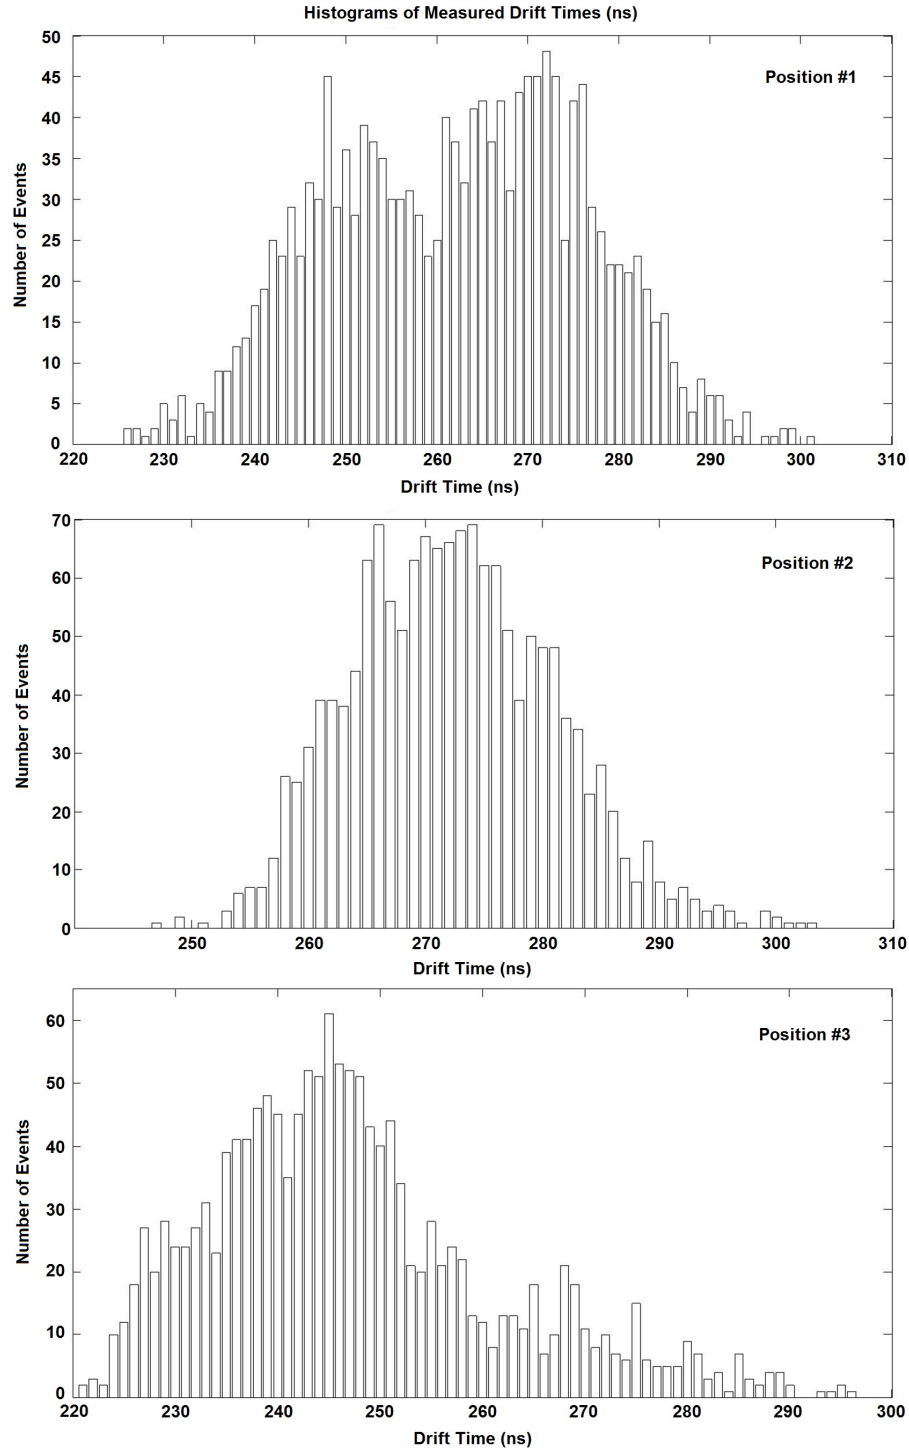 Histograms of Measured Drift Times (ns)
50
45
40
35
30
25
20
15
10
5
0
Number of Events
Position #1
220 230 240 250 260 270 280 290 300 310
Drift Time (ns)
70
60
50
40
30
20
10
0
Number of Events
Position #2
250 260 270 280 290 300 310
Drift Time (ns)
60
50
40
30
20
10
0
Number of Events
Position #3
220 230 240 250 260 270 280 290 300
Drift Time (ns)